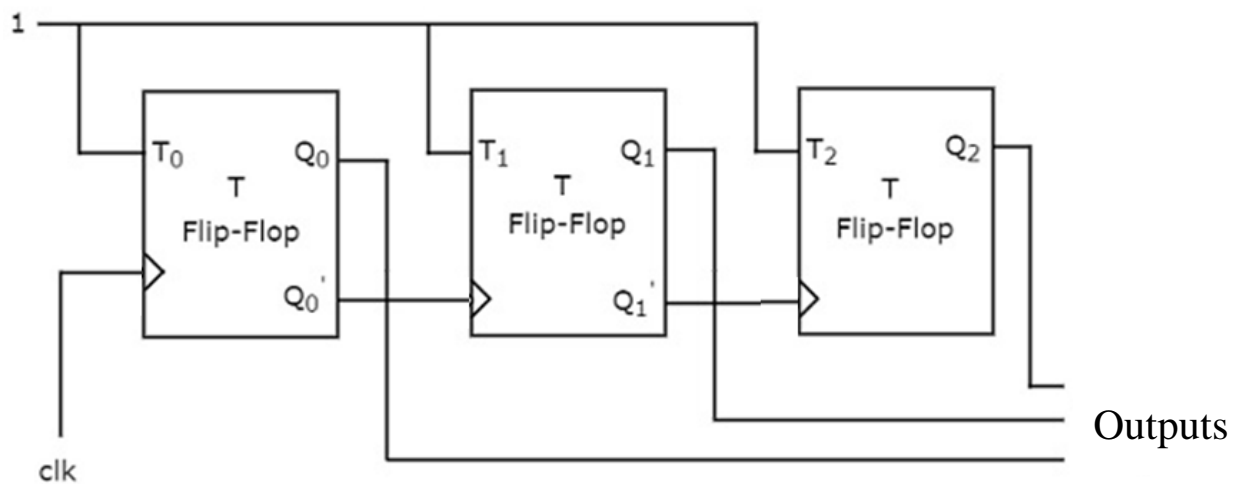 1
T₀ Q₀
T
Flip-Flop
Q₀'
T₁ Q₁
T
Flip-Flop
Q₁'
T₂ Q₂
T
Flip-Flop
Outputs
clk